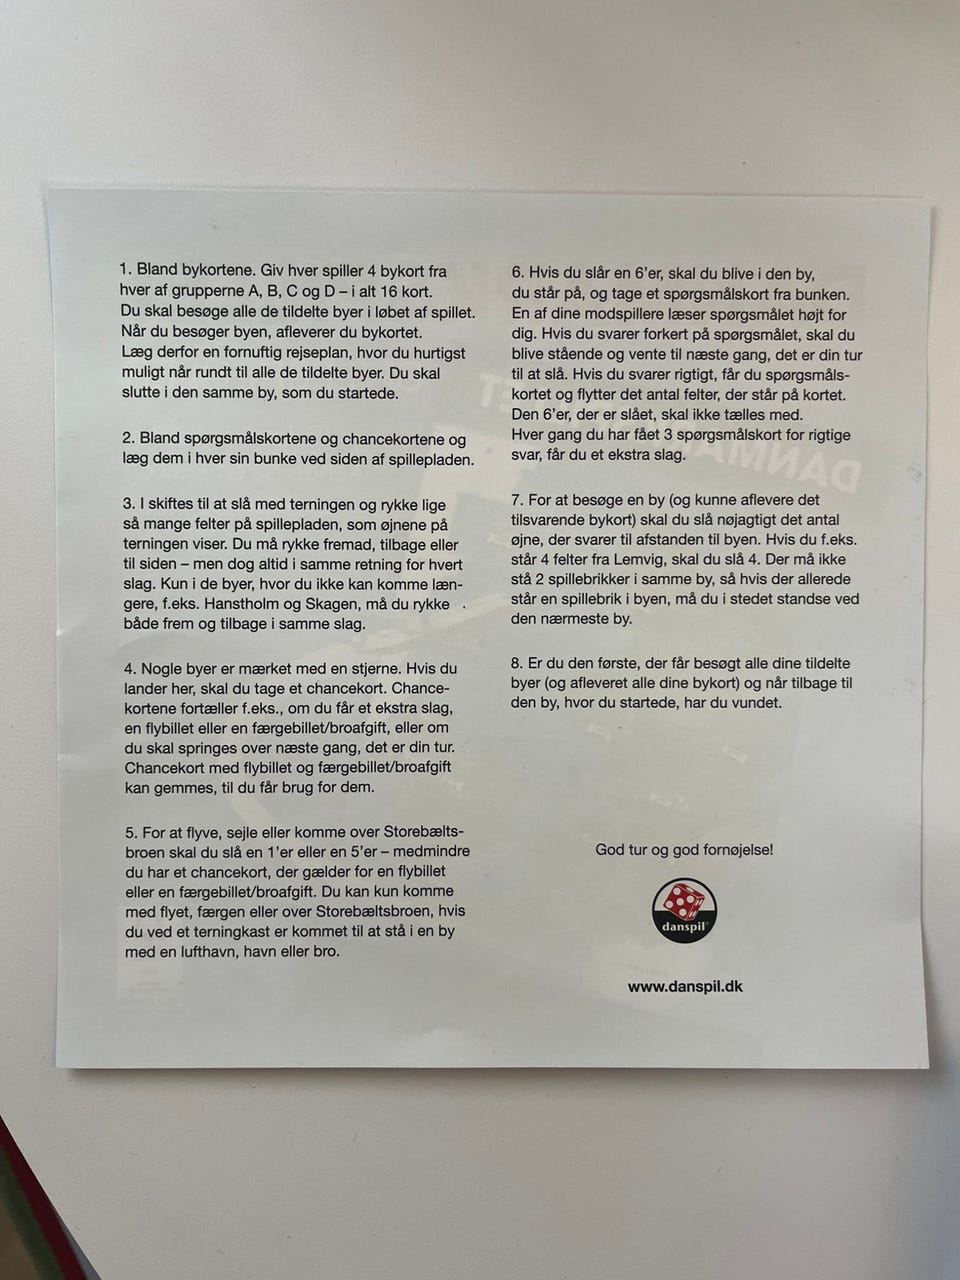 1. Bland bykortene. Giv hver spiller 4 bykort fra
hver af grupperne A, B, C og D – i alt 16 kort.
Du skal besøge alle de tildelte byer i løbet af spillet.
Når du besøger byen, afleverer du bykortet.
Læg derfor en fornuftig rejseplan, hvor du hurtigst
muligt når rundt til alle de tildelte byer. Du skal
slutte i den samme by, som du startede.
2. Bland spørgsmålskortene og chancekortene og
læg dem i hver sin bunke ved siden af spillepladen.
3. I skiftes til at slå med terningen og rykke lige
så mange felter på spillepladen, som øjnene på
terningen viser. Du må rykke fremad, tilbage eller
til siden – men dog altid i samme retning for hvert
slag. Kun i de byer, hvor du ikke kan komme læn-
gere, f.eks. Hanstholm og Skagen, må du rykke
både frem og tilbage i samme slag.
4. Nogle byer er mærket med en stjerne. Hvis du
lander her, skal du tage et chancekort. Chance-
kortene fortæller f.eks., om du får et ekstra slag,
en flybillet eller en færgebillet/broafgift, eller om
du skal springes over næste gang, det er din tur.
Chancekort med flybillet og færgebillet/broafgift
kan gemmes, til du får brug for dem.
5. For at flyve, sejle eller komme over Storebælts-
broen skal du slå en 1’er eller en 5’er – medmindre
du har et chancekort, der gælder for en flybillet
eller en færgebillet/broafgift. Du kan kun komme
med flyet, færgen eller over Storebæltsbroen, hvis
du ved et terningkast er kommet til at stå i en by
med en lufthavn, havn eller bro.
6. Hvis du slår en 6’er, skal du blive i den by,
du står på, og tage et spørgsmålskort fra bunken.
En af dine modspillere læser spørgsmålet højt for
dig. Hvis du svarer forkert på spørgsmålet, skal du
blive stående og vente til næste gang, det er din tur
til at slå. Hvis du svarer rigtigt, får du spørgsmåls-
kortet og flytter det antal felter, der står på kortet.
Den 6’er, der er slået, skal ikke tælles med.
Hver gang du har fået 3 spørgsmålskort for rigtige
svar, får du et ekstra slag.
7. For at besøge en by (og kunne aflevere det
tilsvarende bykort) skal du slå nøjagtigt det antal
øjne, der svarer til afstanden til byen. Hvis du f.eks.
står 4 felter fra Lemvig, skal du slå 4. Der må ikke
stå 2 spillebrikker i samme by, så hvis der allerede
står en spillebrik i byen, må du i stedet standse ved
den nærmeste by.
8. Er du den første, der får besøgt alle dine tildelte
byer (og afleveret alle dine bykort) og når tilbage til
den by, hvor du startede, har du vundet.
God tur og god fornøjelse!
danspil
www.danspil.dk